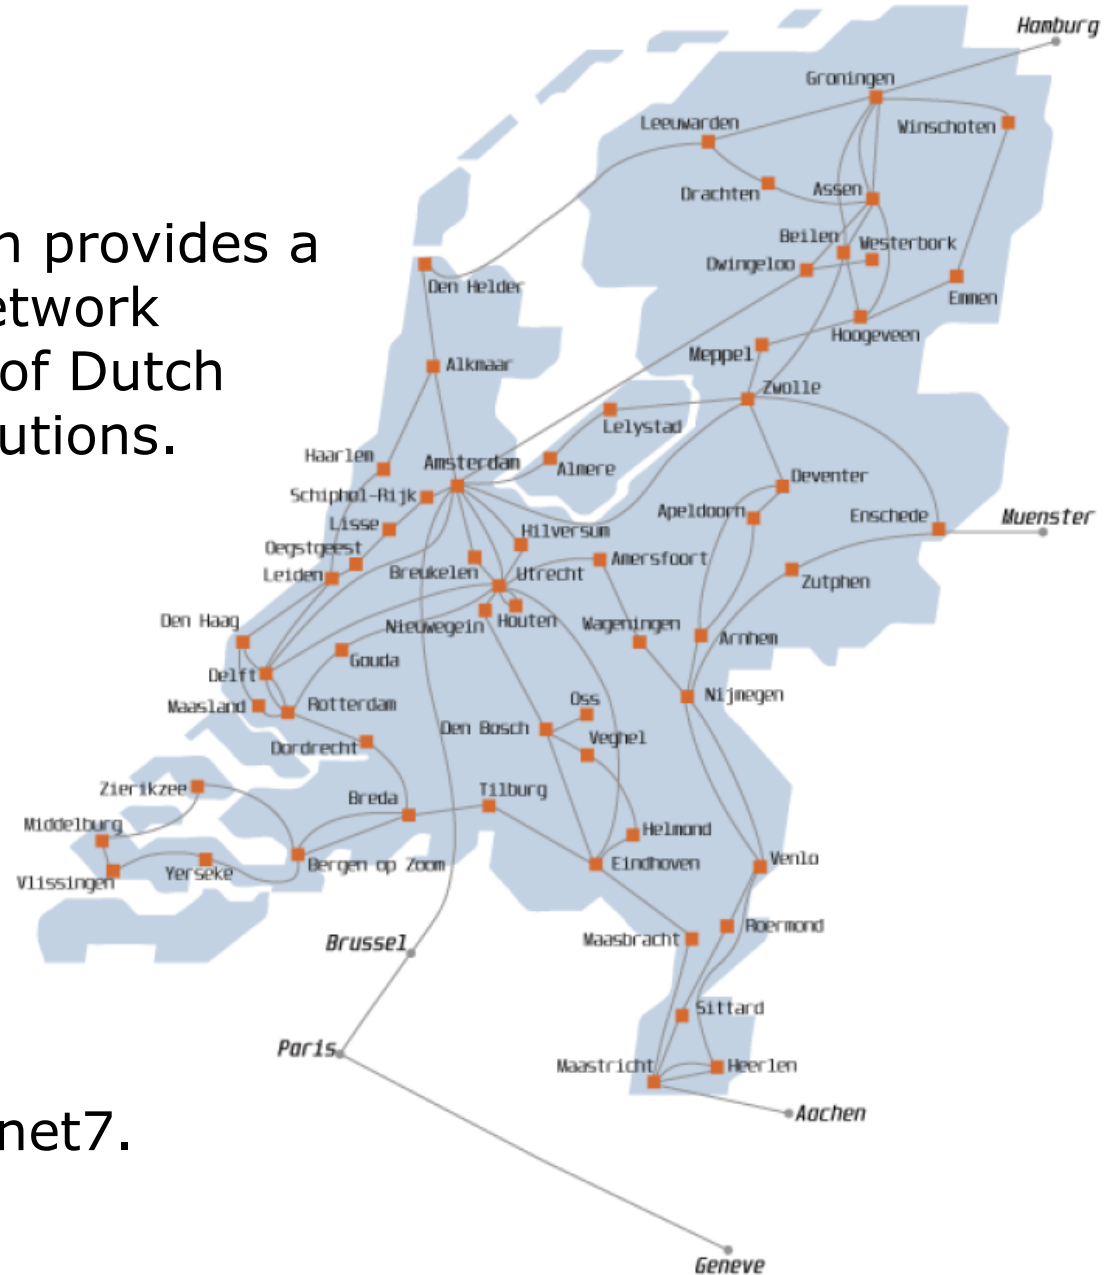 Hamburg
Groningen
Leeuwarden
Winschoten
Drachten
Assen
n provides a
Beilen
Westerbork
Dwingeloo
Den Helder
Emmen
etwork
Hoogeveen
Meppel
of Dutch
Alkmaar
Zwolle
Lelystad
utions.
Haarlem
Amsterdam
Almere
Deventer
Schiphol-Rijk
Apeldoorn
Enschede
Muenster
Lisse
Hilversum
Oegstgeest
Amersfoort
Leiden
Breukelen
Utrecht
Zutphen
Den Haag
Nieuwegein
Houten
Wageningen
Arnhem
Gouda
Delft
Nijmegen
Maasland
Rotterdam
Oss
Den Bosch
Veghel
Dordrecht
Zierikzee
Tilburg
Breda
Middelburg
Helmond
Venlo
Eindhoven
Bergen op Zoom
Yerseke
Vlissingen
Roermond
Maasbracht
Brussel
Sittard
Paris
Maastricht
Heerlen
Aachen
net7.
Geneve